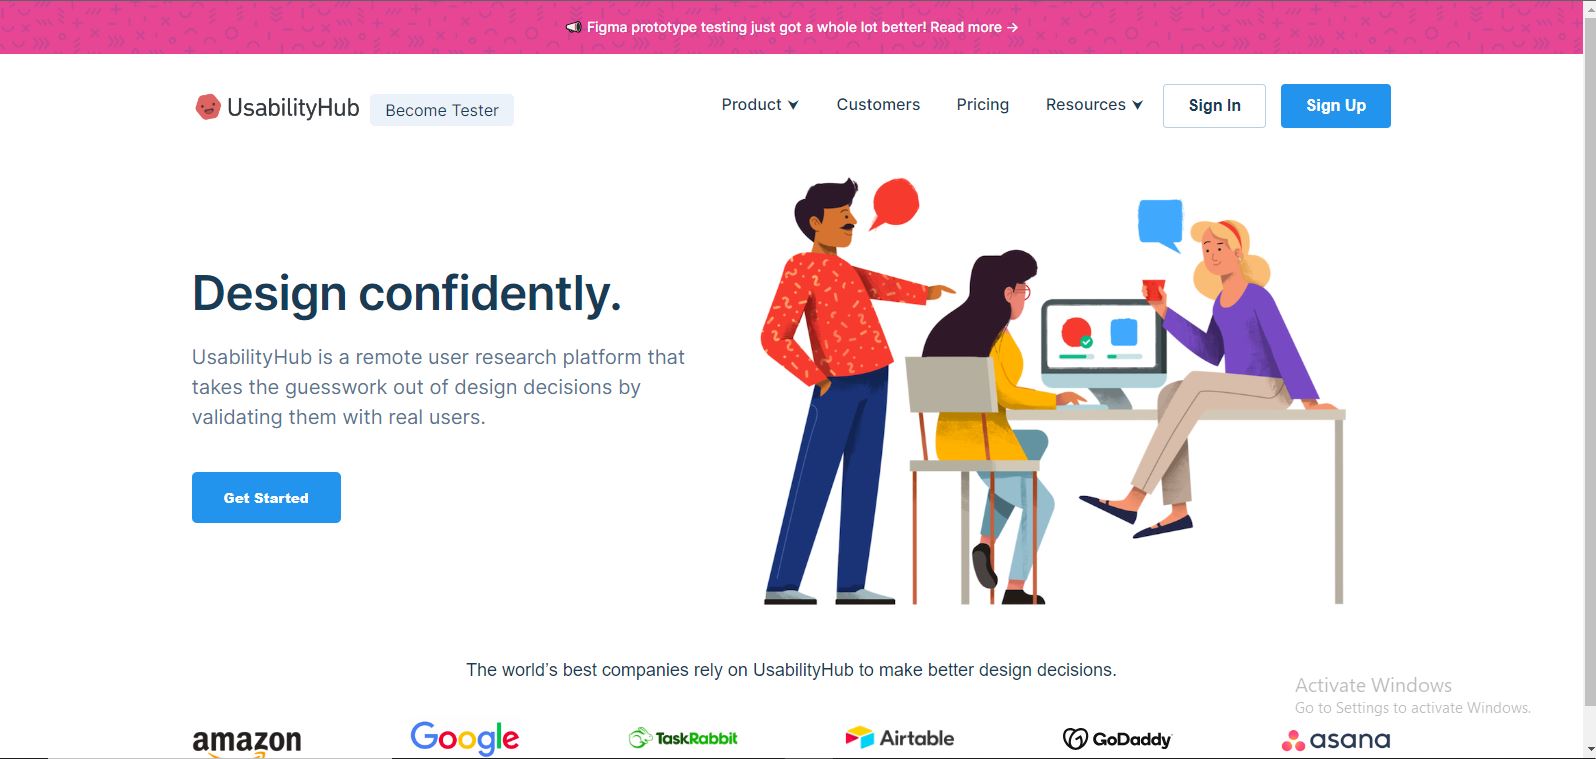 Figma prototype testing just got a whole lot better! Read more →
UsabilityHub
Become Tester
Product
Customers
Pricing
Resources
Sign In
Sign Up
Design confidently.
UsabilityHub is a remote user research platform that
takes the guesswork out of design decisions by
validating them with real users.
Get Started
The world’s best companies rely on UsabilityHub to make better design decisions.
Activate Windows
Go to Settings to activate Windows.
amazon
Google
TaskRabbit
Airtable
GoDaddy
asana